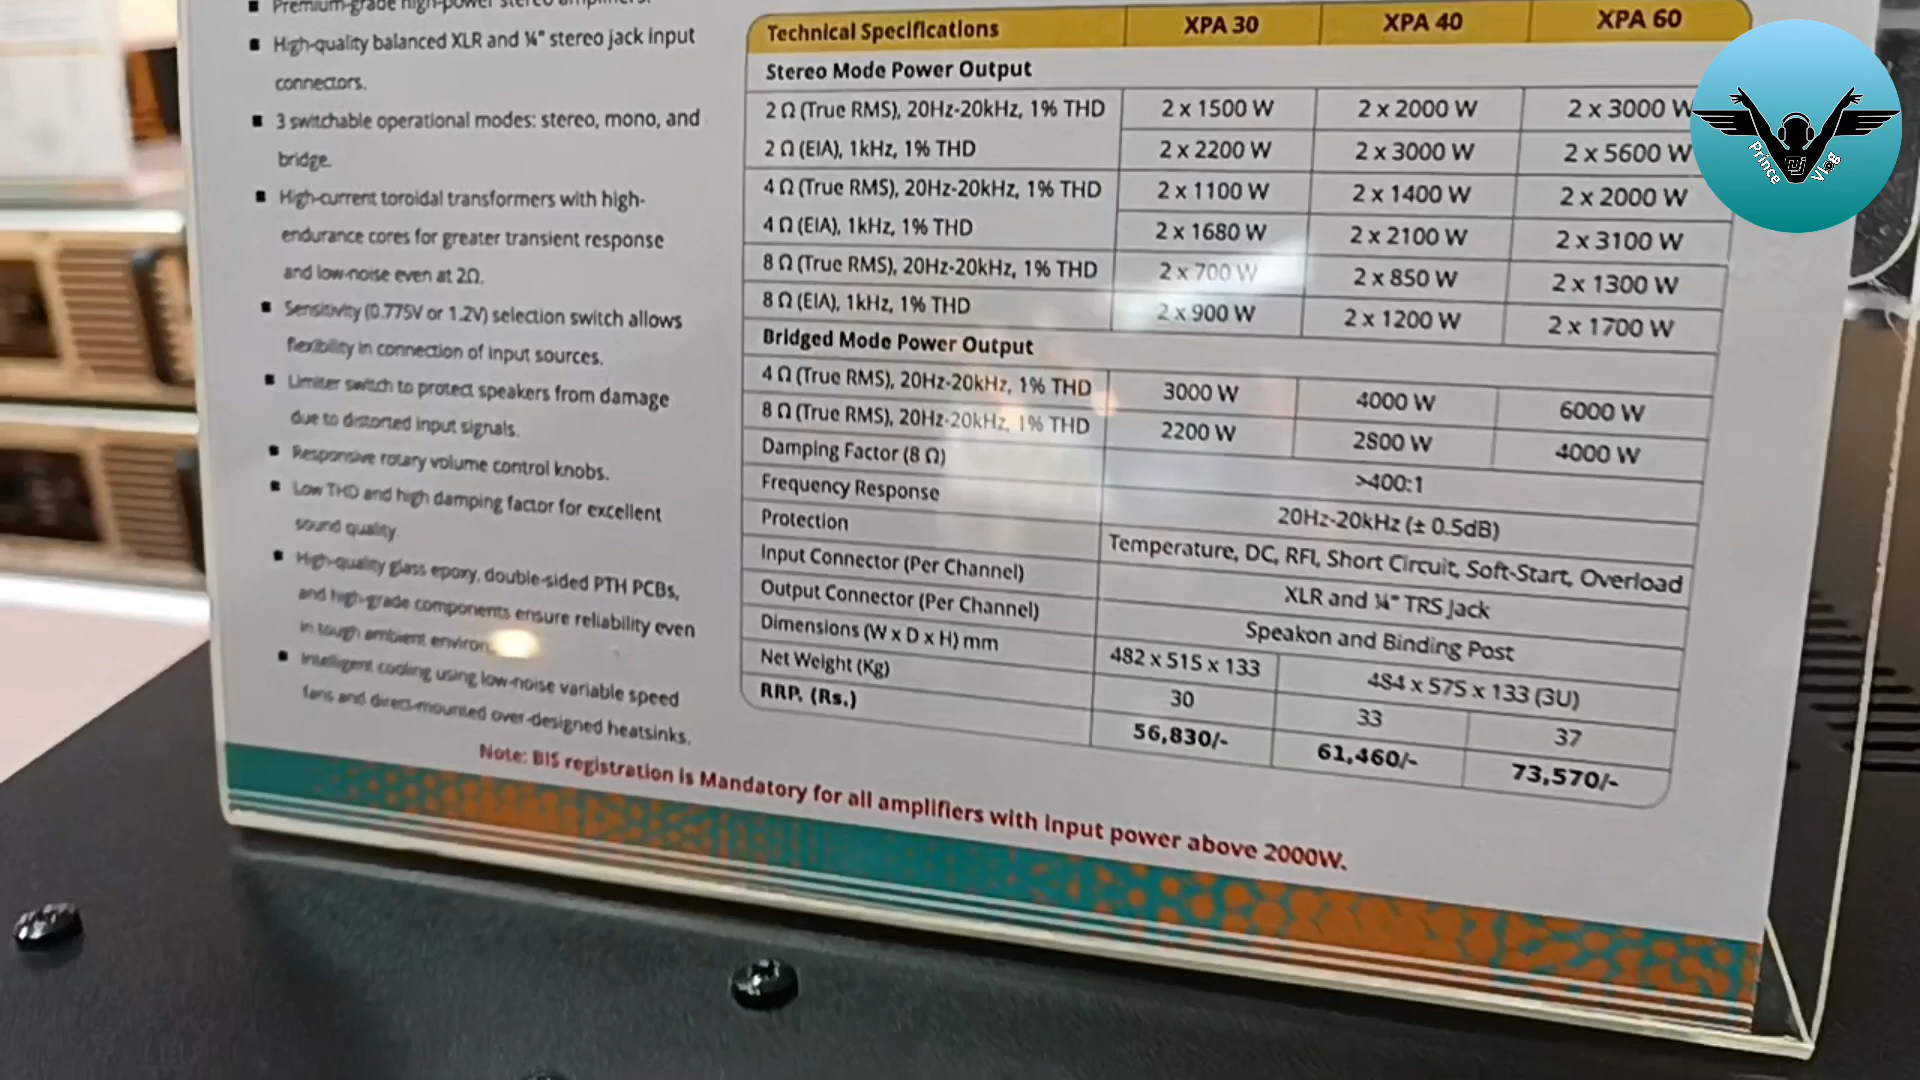 Premium-grade high-power stereo amplifiers.
■ High-quality balanced XLR and ¼" stereo jack input
connectors.
■ 3 switchable operational modes: stereo, mono, and
bridge.
■ High-current toroidal transformers with high-
endurance cores for greater transient response
and low-noise even at 2Ω.
■ Sensitivity (0.775V or 1.2V) selection switch allows
flexibility in connection of input sources.
■ Limiter switch to protect speakers from damage
due to distorted input signals.
■ Responsive rotary volume control knobs.
■ Low THD and high damping factor for excellent
sound quality.
■ High-quality glass epoxy, double-sided PTH PCBs,
and high-grade components ensure reliability even
in tough ambient
■ Intelligent cooling using low-noise variable speed
fans and direct-mounted over-designed heatsinks.
Technical Specifications XPA 30 XPA 40 XPA 60
Stereo Mode Power Output
2 Ω (True RMS), 20Hz-20kHz, 1% THD 2 x 1500 W 2 x 2000 W 2 x 3000 W
2 Ω (EIA), 1kHz, 1% THD 2 x 2200 W 2 x 3000 W 2 x 5600 W
4 Ω (True RMS), 20Hz-20kHz, 1% THD 2 x 1100 W 2 x 1400 W 2 x 2000 W
4 Ω (EIA), 1kHz, 1% THD 2 x 1680 W 2 x 2100 W 2 x 3100 W
8 Ω (True RMS), 20Hz-20kHz, 1% THD 2 x 700 W 2 x 850 W 2 x 1300 W
8 Ω (EIA), 1kHz, 1% THD 2 x 900 W 2 x 1200 W 2 x 1700 W
Bridged Mode Power Output
4 Ω (True RMS), 20Hz-20kHz, 1% THD 3000 W 4000 W 6000 W
8 Ω (True RMS), 20Hz-20kHz, 1% THD 2200 W 2800 W 4000 W
Damping Factor (8 Ω) >400:1
Frequency Response 20Hz-20kHz (± 0.5dB)
Protection Temperature, DC, RFI, Short Circuit, Soft-Start, Overload
Input Connector (Per Channel) XLR and ¼" TRS Jack
Output Connector (Per Channel) Speakon and Binding Post
Dimensions (W x D x H) mm 482 x 515 x 133 484 x 575 x 133 (3U)
Net Weight (Kg) 30 33 37
RRP. (Rs.) 56,830/- 61,460/- 73,570/-
Note: BIS registration is Mandatory for all amplifiers with input power above 2000W.
Prince DJ Vlog